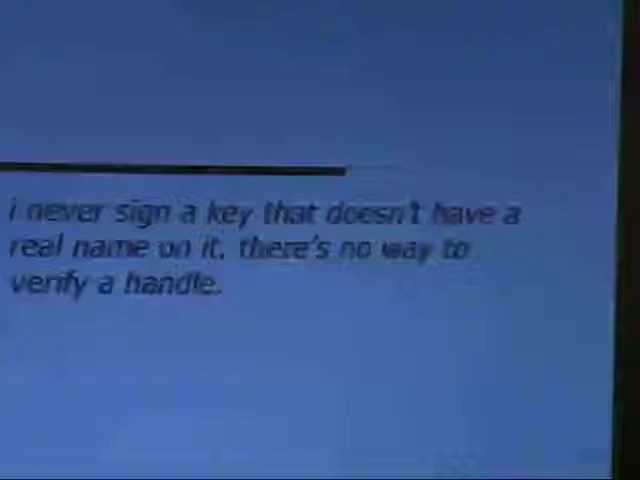 i never sign a key that doesn't have a
real name on it. there's no way to
verify a handle.